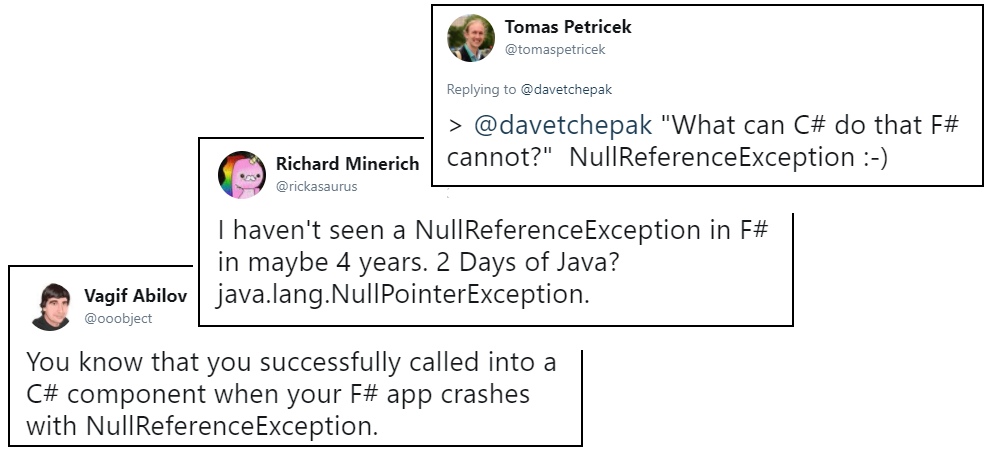 Tomas Petricek
@tomaspetricek
Replying to @davetchepak
> @davetchepak "What can C# do that F#
cannot?"  NullReferenceException :-)
Richard Minerich
@rickasaurus
I haven't seen a NullReferenceException in F#
in maybe 4 years. 2 Days of Java?
java.lang.NullPointerException.
Vagif Abilov
@ooobject
You know that you successfully called into a
C# component when your F# app crashes
with NullReferenceException.